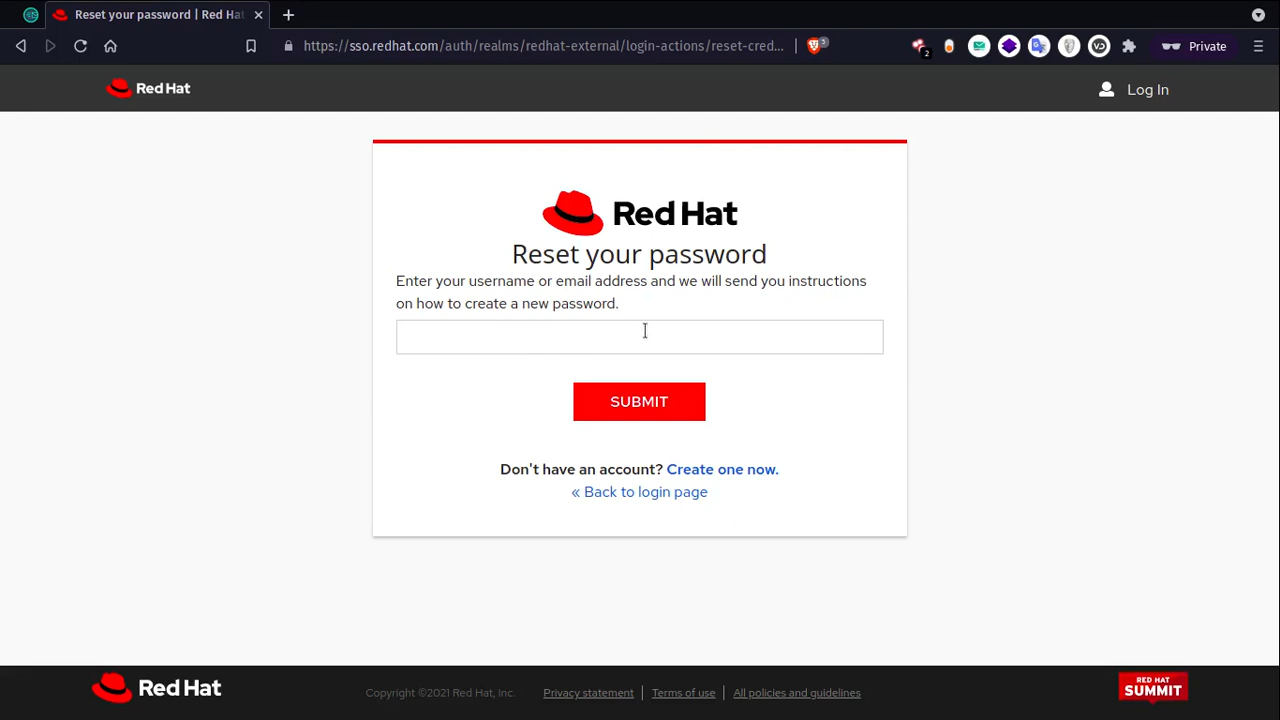 Reset your password | Red Hat
https://sso.redhat.com/auth/realms/redhat-external/login-actions/reset-cred...
3
2
Private
Red Hat
Log In
Red Hat
Reset your password
Enter your username or email address and we will send you instructions
on how to create a new password.
SUBMIT
Don't have an account? Create one now.
« Back to login page
Red Hat
Copyright ©2021 Red Hat, Inc.
Privacy statement
Terms of use
All policies and guidelines
RED HAT
SUMMIT